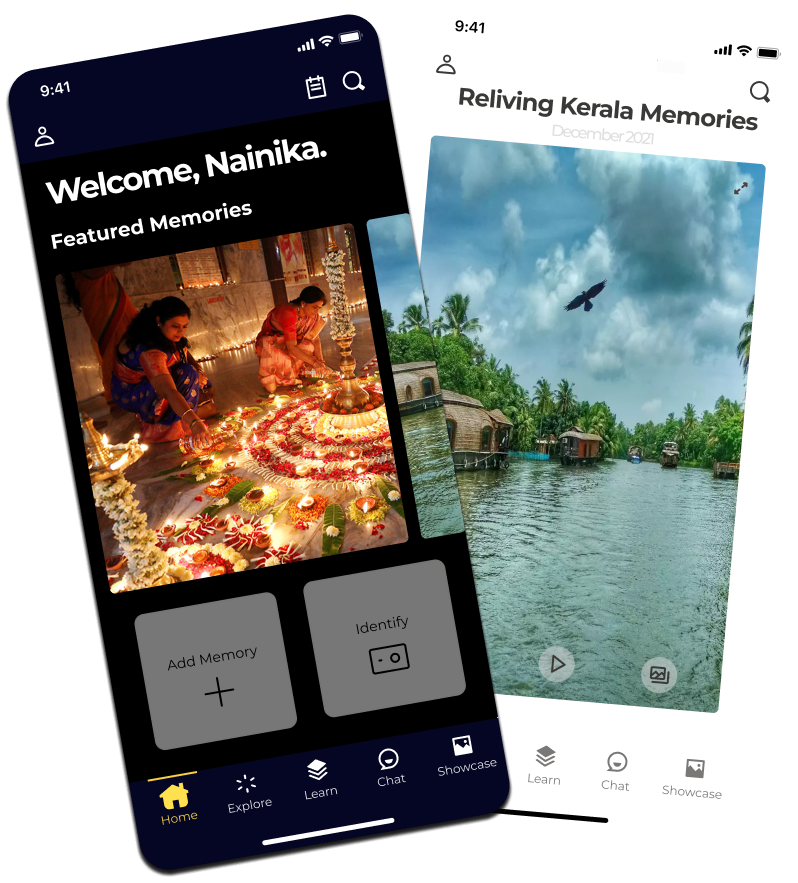 9:41
Welcome, Nainika.
Featured Memories
Add Memory
Identify
Home
Explore
Learn
Chat
Showcase
9:41
Reliving Kerala Memories
December 2021
Learn
Chat
Showcase